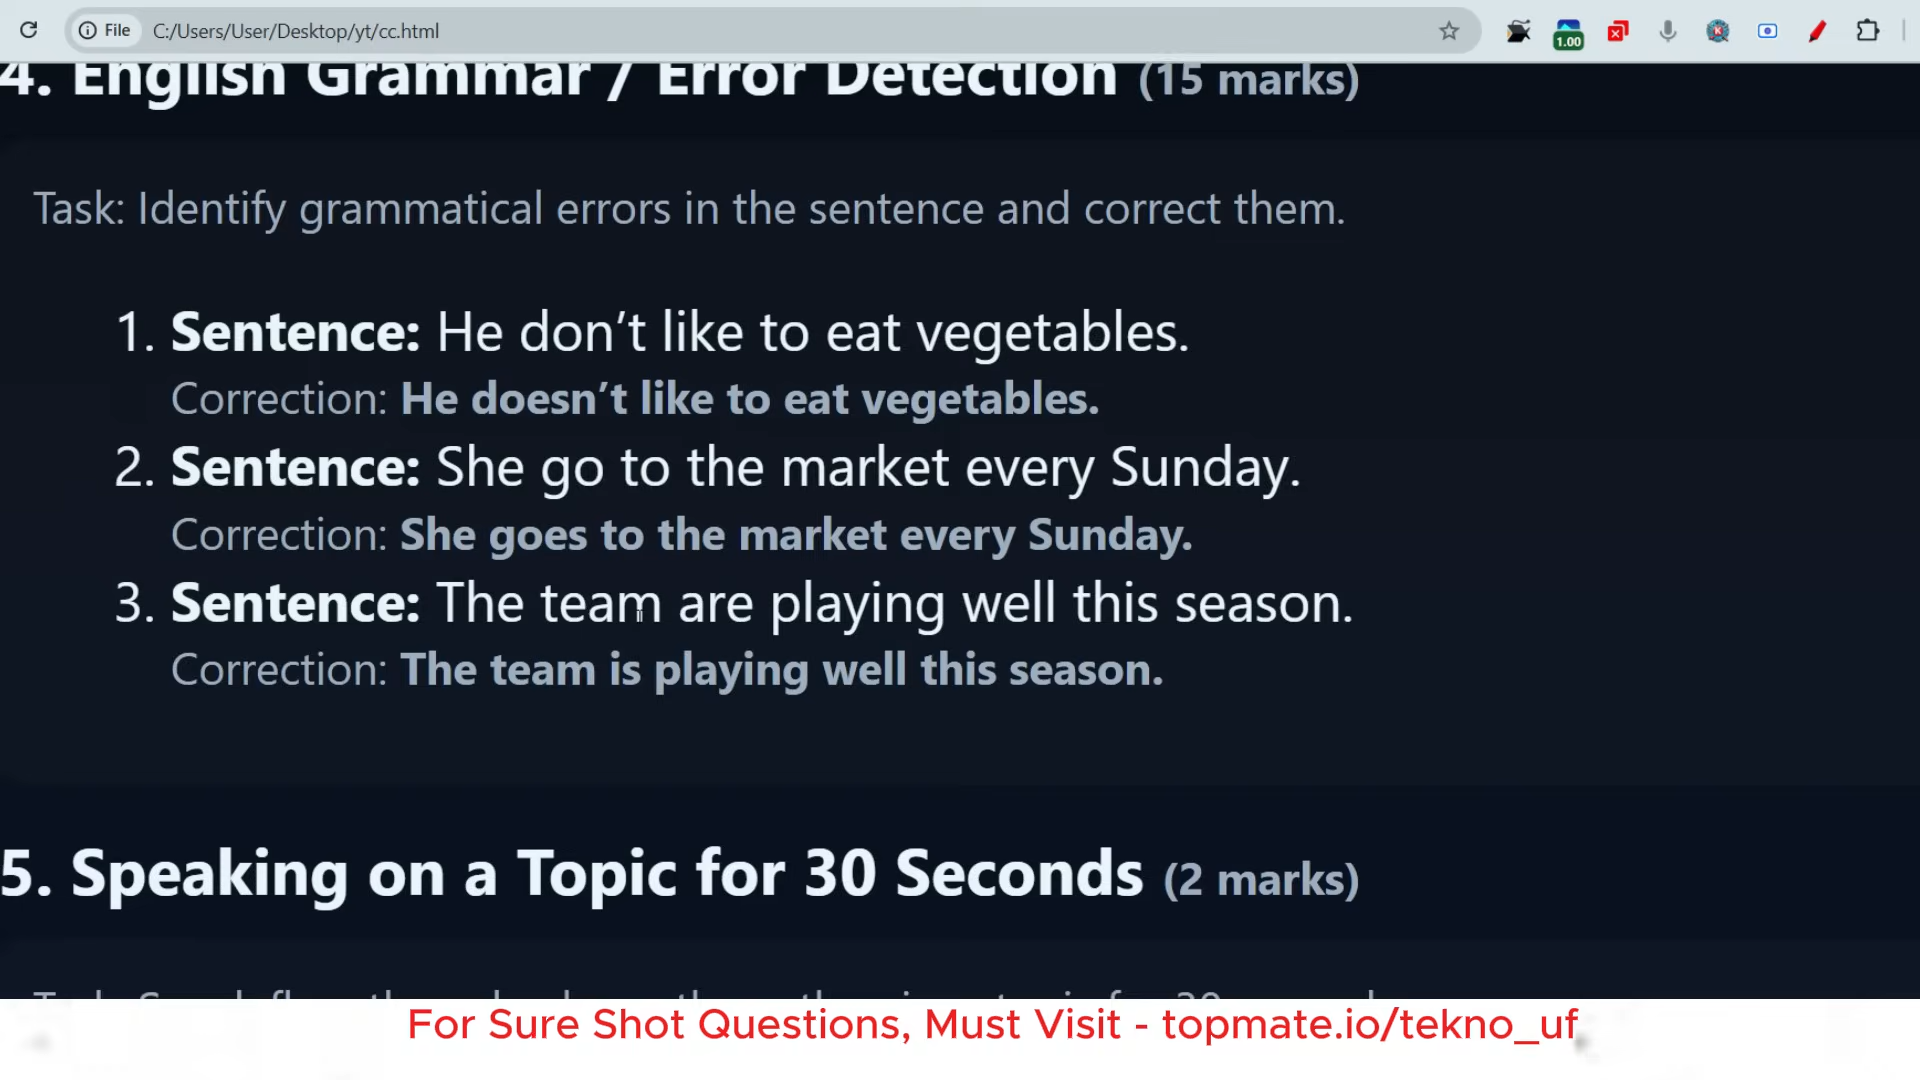 File C:/Users/User/Desktop/yt/cc.html
1.00
4. English Grammar / Error Detection (15 marks)
Task: Identify grammatical errors in the sentence and correct them.
1. Sentence: He don’t like to eat vegetables.
Correction: He doesn’t like to eat vegetables.
2. Sentence: She go to the market every Sunday.
Correction: She goes to the market every Sunday.
3. Sentence: The team are playing well this season.
Correction: The team is playing well this season.
5. Speaking on a Topic for 30 Seconds (2 marks)
For Sure Shot Questions, Must Visit - topmate.io/tekno_uf